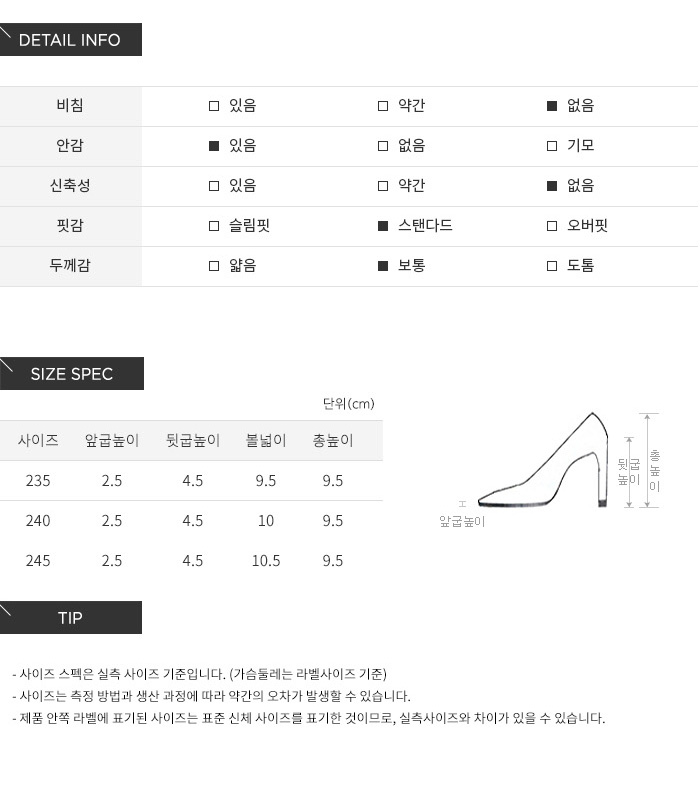 DETAIL INFO
비침 □ 있음 □ 약간 ■ 없음
안감 ■ 있음 □ 없음 □ 기모
신축성 □ 있음 □ 약간 ■ 없음
핏감 □ 슬림핏 ■ 스탠다드 □ 오버핏
두께감 □ 얇음 ■ 보통 □ 도톰
SIZE SPEC
단위(cm)
사이즈 앞굽높이 뒷굽높이 볼넓이 총높이
235 2.5 4.5 9.5 9.5
240 2.5 4.5 10 9.5
245 2.5 4.5 10.5 9.5
앞굽높이
뒷굽
높이
총
높
이
TIP
- 사이즈 스펙은 실측 사이즈 기준입니다. (가슴둘레는 라벨사이즈 기준)
- 사이즈는 측정 방법과 생산 과정에 따라 약간의 오차가 발생할 수 있습니다.
- 제품 안쪽 라벨에 표기된 사이즈는 표준 신체 사이즈를 표기한 것이므로, 실측사이즈와 차이가 있을 수 있습니다.